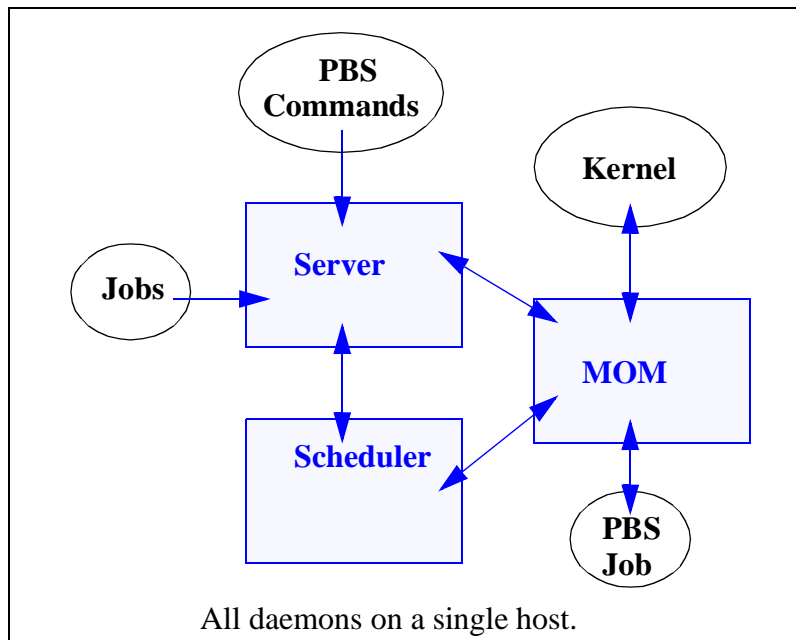 PBS
Commands
Kernel
Server
Jobs
MOM
Scheduler
PBS
Job
All daemons on a single host.